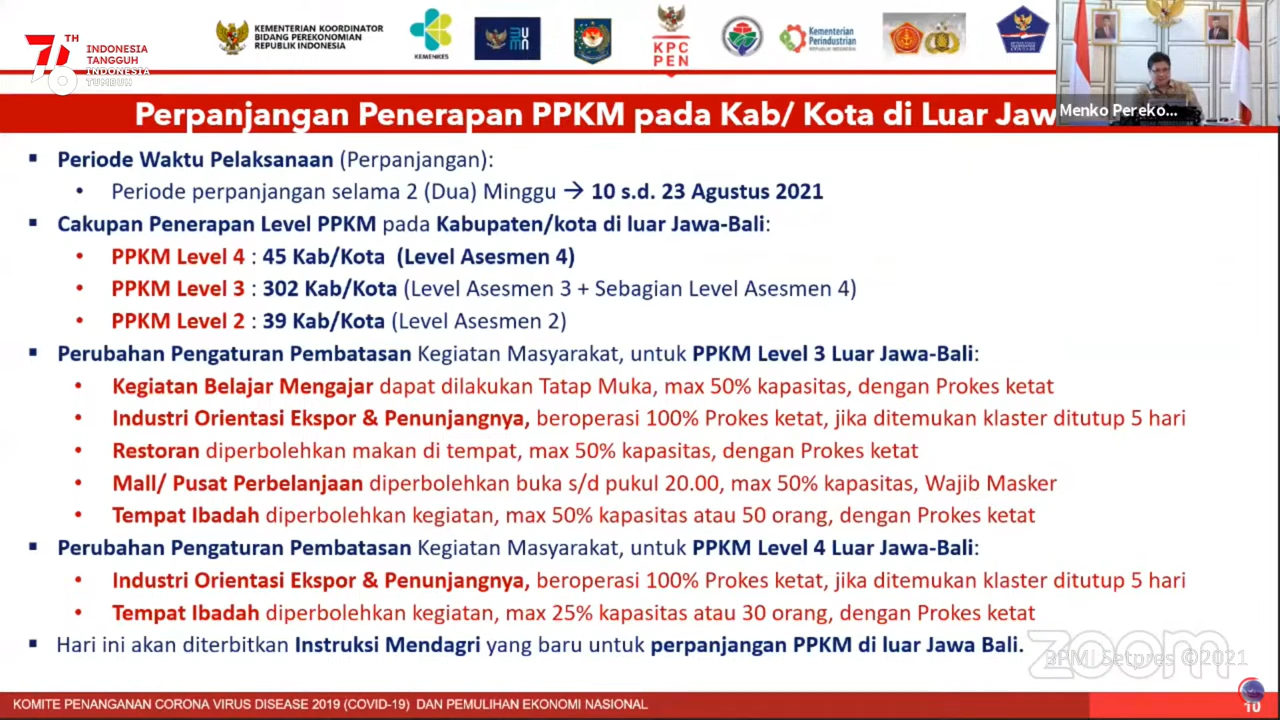 76TH
INDONESIA
TANGGUH
INDONESIA
TUMBUH
KEMENTERIAN KOORDINATOR
BIDANG PEREKONOMIAN
REPUBLIK INDONESIA
KEMENKES
KPC
PEN
Kementerian
Perindustrian
REPUBLIK INDONESIA
Menko Pereko...
Perpanjangan Penerapan PPKM pada Kab/ Kota di Luar Jaw
▪ Periode Waktu Pelaksanaan (Perpanjangan):
• Periode perpanjangan selama 2 (Dua) Minggu → 10 s.d. 23 Agustus 2021
▪ Cakupan Penerapan Level PPKM pada Kabupaten/kota di luar Jawa-Bali:
• PPKM Level 4 : 45 Kab/Kota (Level Asesmen 4)
• PPKM Level 3 : 302 Kab/Kota (Level Asesmen 3 + Sebagian Level Asesmen 4)
• PPKM Level 2 : 39 Kab/Kota (Level Asesmen 2)
▪ Perubahan Pengaturan Pembatasan Kegiatan Masyarakat, untuk PPKM Level 3 Luar Jawa-Bali:
• Kegiatan Belajar Mengajar dapat dilakukan Tatap Muka, max 50% kapasitas, dengan Prokes ketat
• Industri Orientasi Ekspor & Penunjangnya, beroperasi 100% Prokes ketat, jika ditemukan klaster ditutup 5 hari
• Restoran diperbolehkan makan di tempat, max 50% kapasitas, dengan Prokes ketat
• Mall/ Pusat Perbelanjaan diperbolehkan buka s/d pukul 20.00, max 50% kapasitas, Wajib Masker
• Tempat Ibadah diperbolehkan kegiatan, max 50% kapasitas atau 50 orang, dengan Prokes ketat
▪ Perubahan Pengaturan Pembatasan Kegiatan Masyarakat, untuk PPKM Level 4 Luar Jawa-Bali:
• Industri Orientasi Ekspor & Penunjangnya, beroperasi 100% Prokes ketat, jika ditemukan klaster ditutup 5 hari
• Tempat Ibadah diperbolehkan kegiatan, max 25% kapasitas atau 30 orang, dengan Prokes ketat
▪ Hari ini akan diterbitkan Instruksi Mendagri yang baru untuk perpanjangan PPKM di luar Jawa Bali.
zoom
BPMI Setpres ©2021
KOMITE PENANGANAN CORONA VIRUS DISEASE 2019 (COVID-19) DAN PEMULIHAN EKONOMI NASIONAL
10